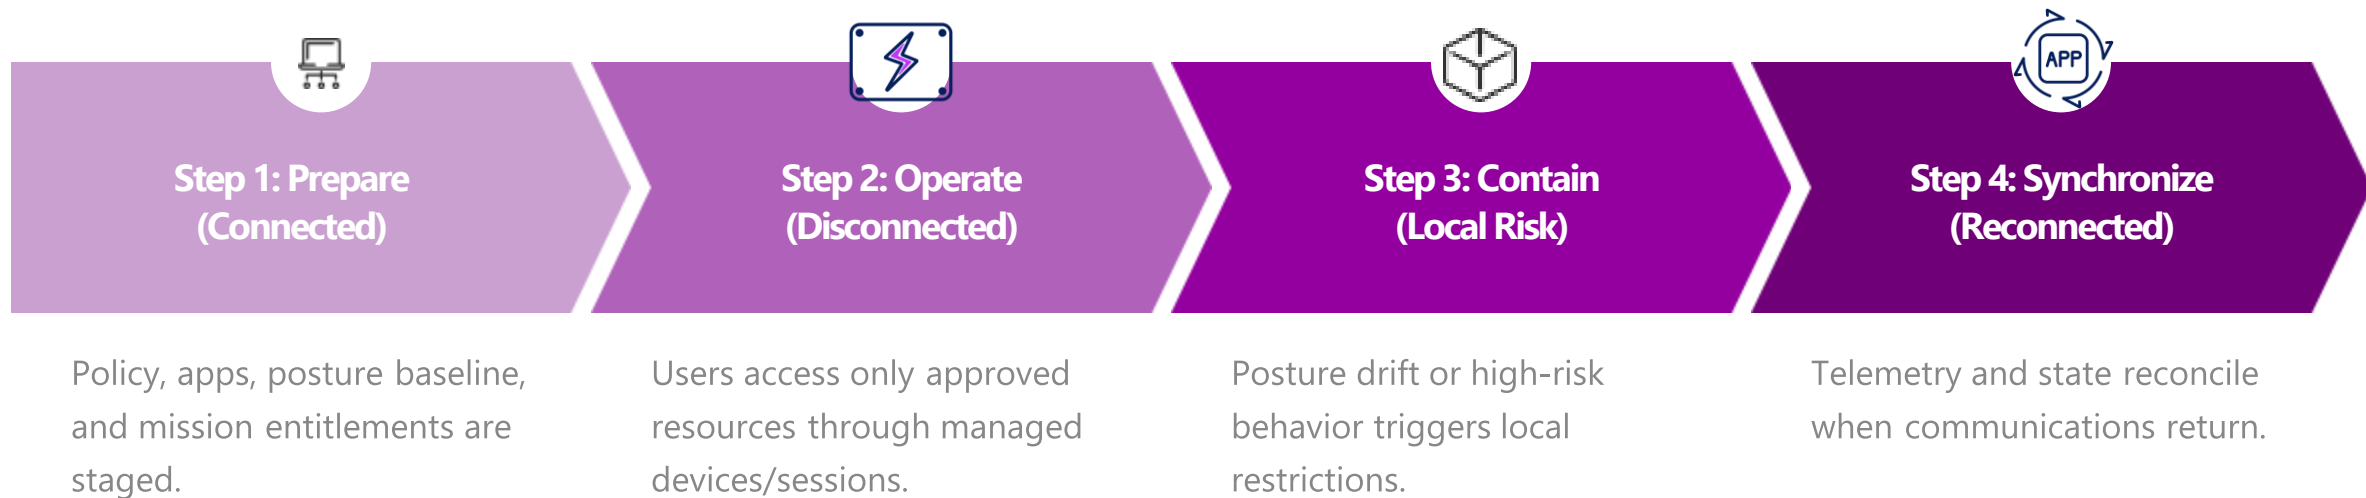 APP
Step 1: Prepare
(Connected)
Step 2: Operate
(Disconnected)
Step 3: Contain
(Local Risk)
Step 4: Synchronize
(Reconnected)
Policy, apps, posture baseline,
and mission entitlements are
staged.
Users access only approved
resources through managed
devices/sessions.
Posture drift or high-risk
behavior triggers local
restrictions.
Telemetry and state reconcile
when communications return.